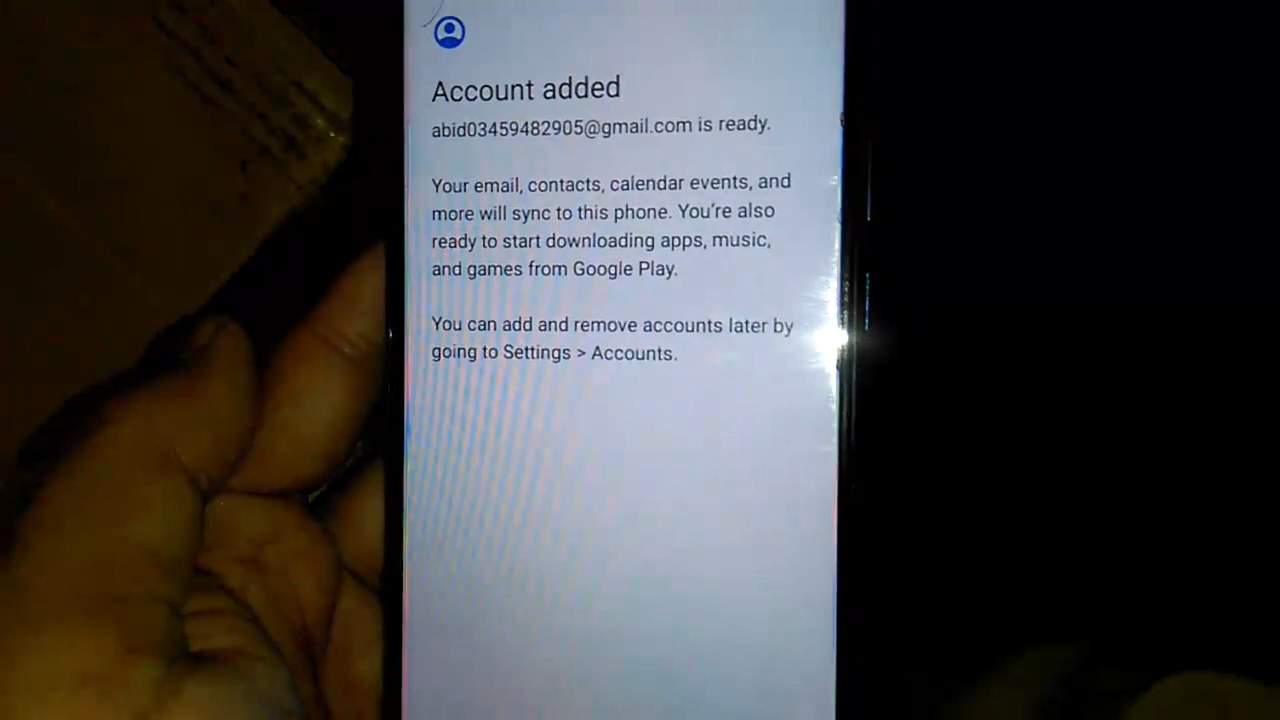 Account added
abid03459482905@gmail.com is ready.
Your email, contacts, calendar events, and
more will sync to this phone. You're also
ready to start downloading apps, music,
and games from Google Play.
You can add and remove accounts later by
going to Settings > Accounts.